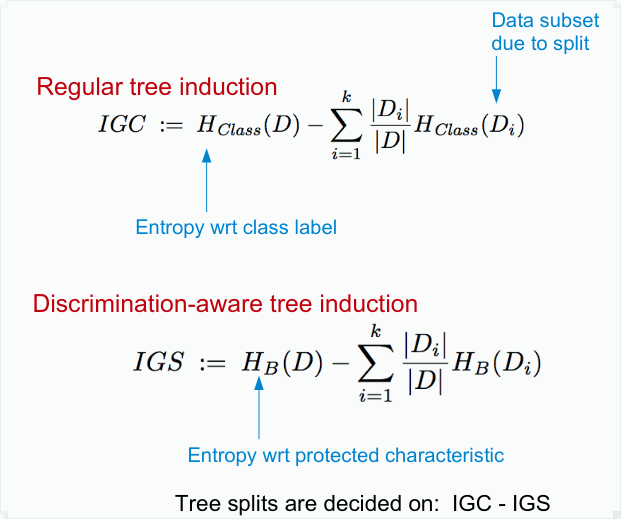 Data subset
due to split
Regular tree induction
IGC := H_{Class}(D) - \sum_{i=1}^{k} \frac{|D_i|}{|D|} H_{Class}(D_i)
Entropy wrt class label
Discrimination-aware tree induction
IGS := H_B(D) - \sum_{i=1}^{k} \frac{|D_i|}{|D|} H_B(D_i)
Entropy wrt protected characteristic
Tree splits are decided on: IGC - IGS